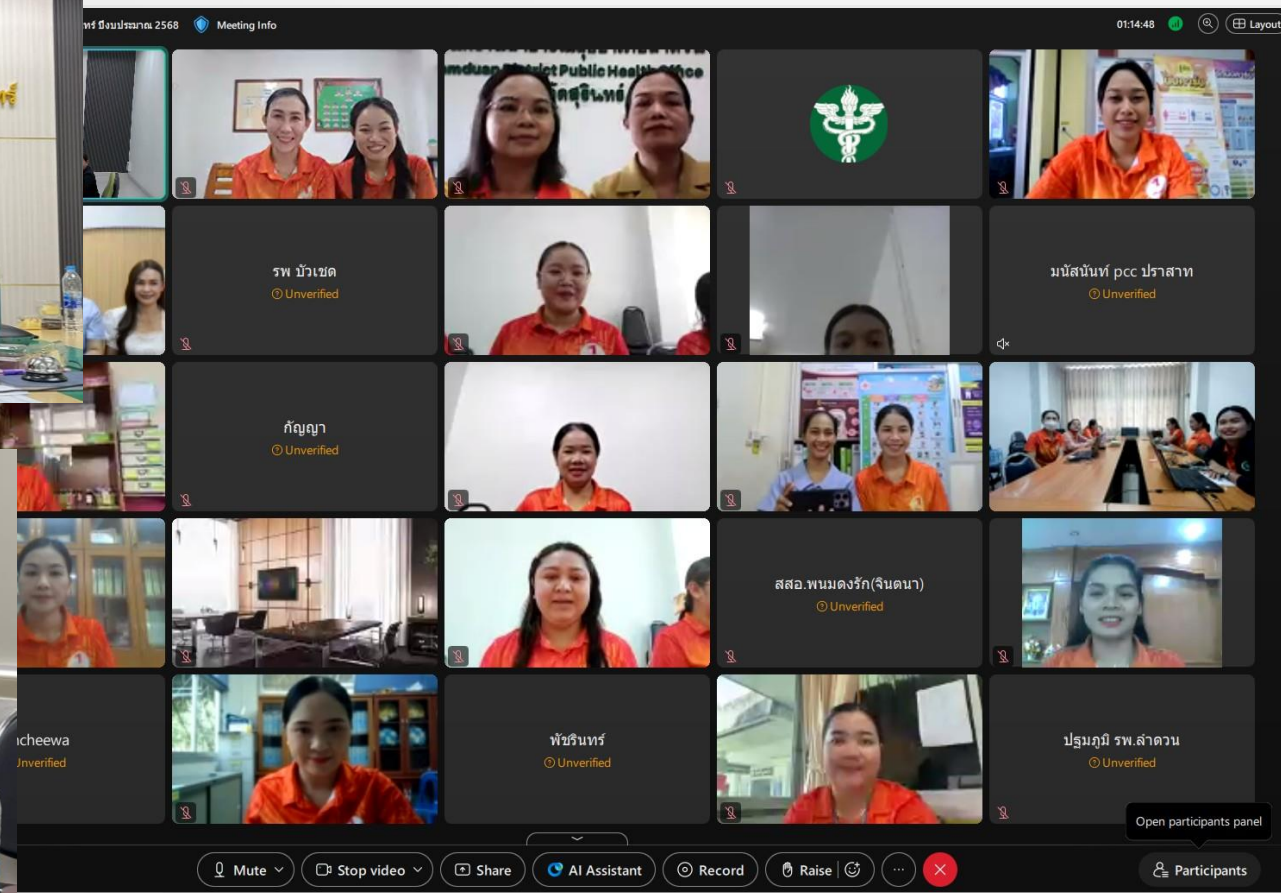 ทร์ ปีงบประมาณ 2568 Meeting Info
01:14:48 Layout
mduan District Public Health Office
รพ บัวเชด
Unverified
มนัสนันท์ pcc ปราสาท
Unverified
กัญญา
Unverified
สสอ.พนมดงรัก(จินตนา)
Unverified
ncheewa
Unverified
พัชรินทร์
Unverified
ปฐมภูมิ รพ.ลำดวน
Unverified
Open participants panel
Mute
Stop video
Share
AI Assistant
Record
Raise
Participants